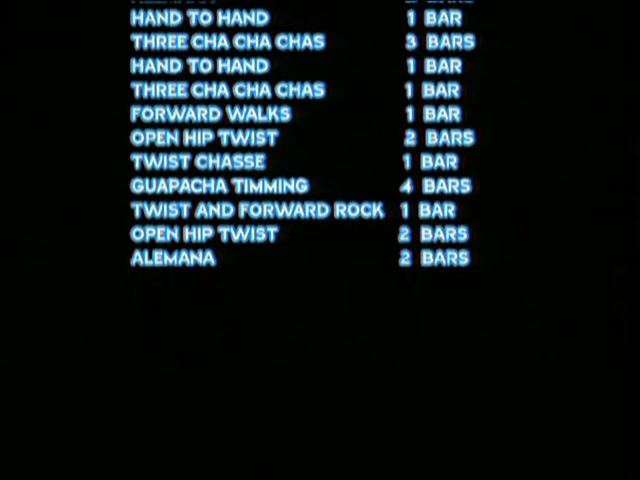 HAND TO HAND 1 BAR
THREE CHA CHA CHAS 3 BARS
HAND TO HAND 1 BAR
THREE CHA CHA CHAS 1 BAR
FORWARD WALKS 1 BAR
OPEN HIP TWIST 2 BARS
TWIST CHASSE 1 BAR
GUAPACHA TIMMING 4 BARS
TWIST AND FORWARD ROCK 1 BAR
OPEN HIP TWIST 2 BARS
ALEMANA 2 BARS